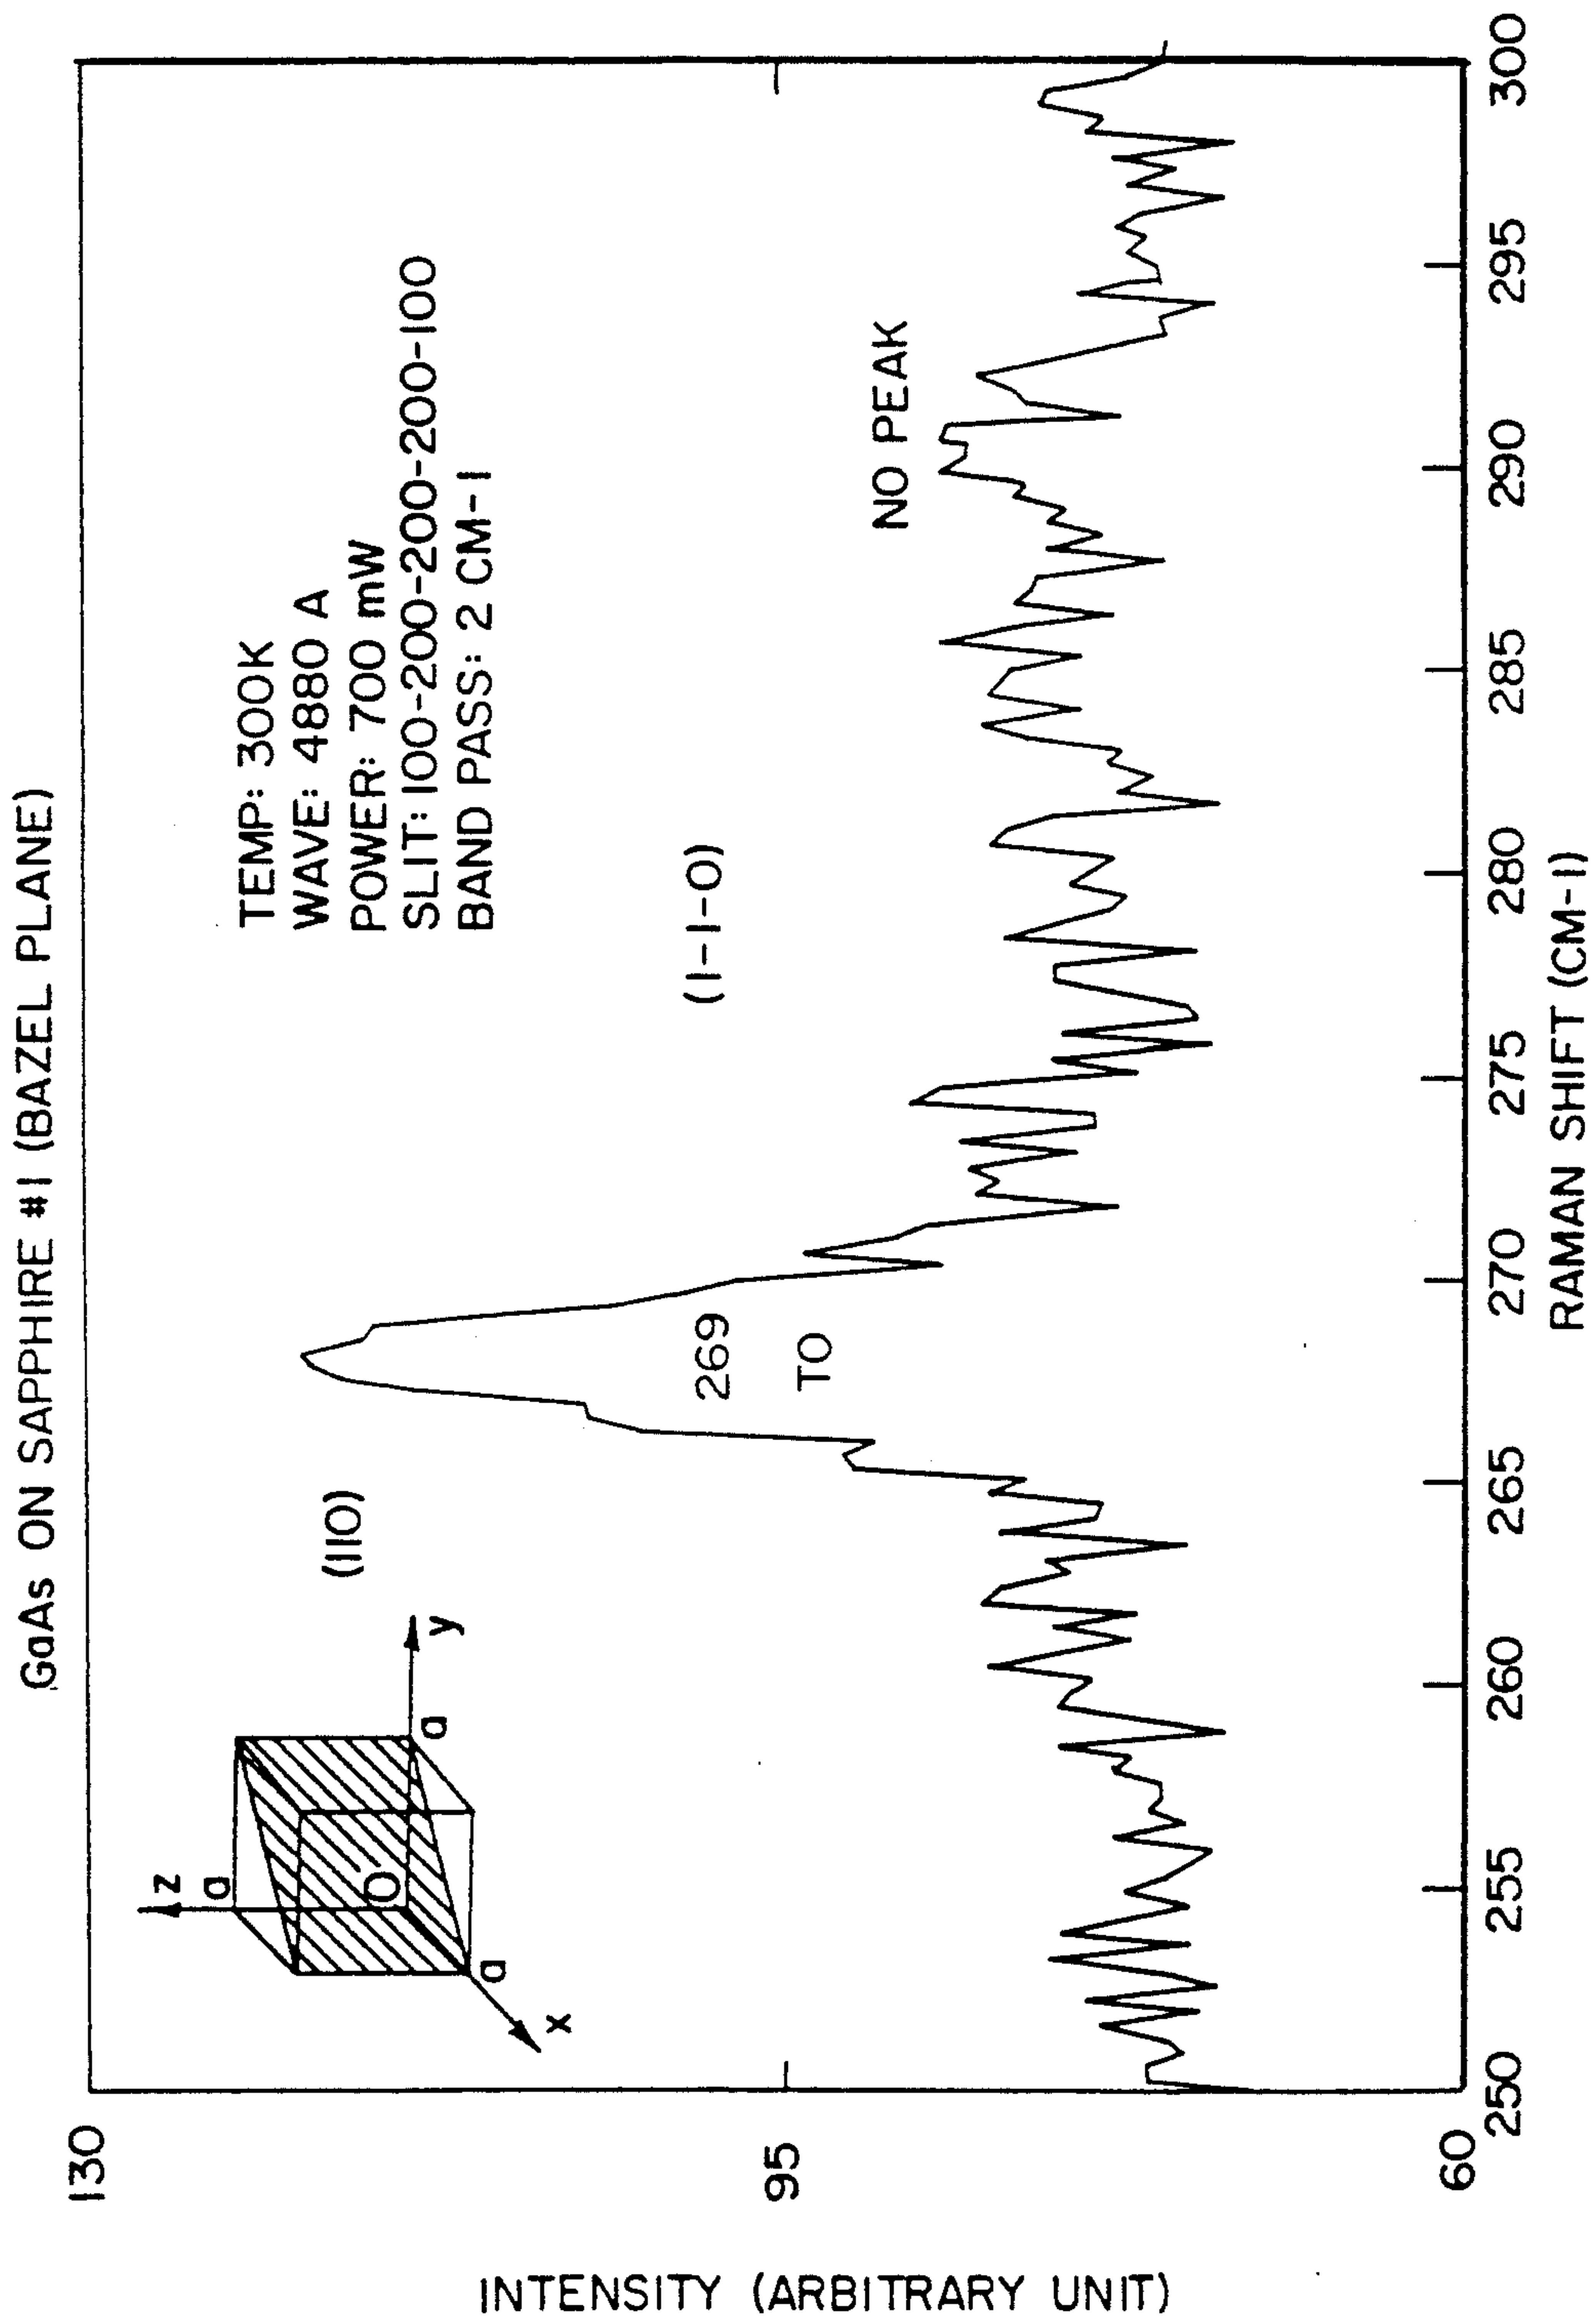 GaAs ON SAPPHIRE #1 (BAZEL PLANE)
130
95
60
INTENSITY (ARBITRARY UNIT)
z
a
O
a
y
a
x
(110)
TEMP: 300K
WAVE: 4880 A
POWER: 700 mW
SLIT: 100-200-200-200-100
BAND PASS: 2 CM-1
(1-1-0)
269
TO
NO PEAK
250
255
260
265
270
275
280
285
290
295
300
RAMAN SHIFT (CM-1)